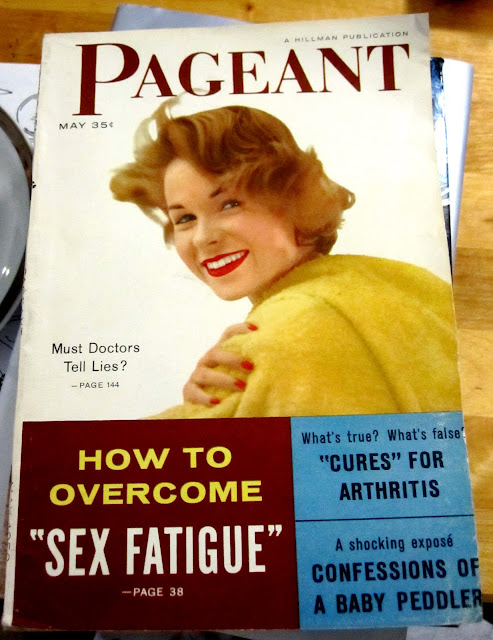 A HILLMAN PUBLICATION
PAGEANT
MAY 35¢
Must Doctors
Tell Lies?
—PAGE 144
HOW TO
OVERCOME
"SEX FATIGUE"
—PAGE 38
What's true? What's false?
"CURES" FOR
ARTHRITIS
A shocking exposé
CONFESSIONS OF
A BABY PEDDLER